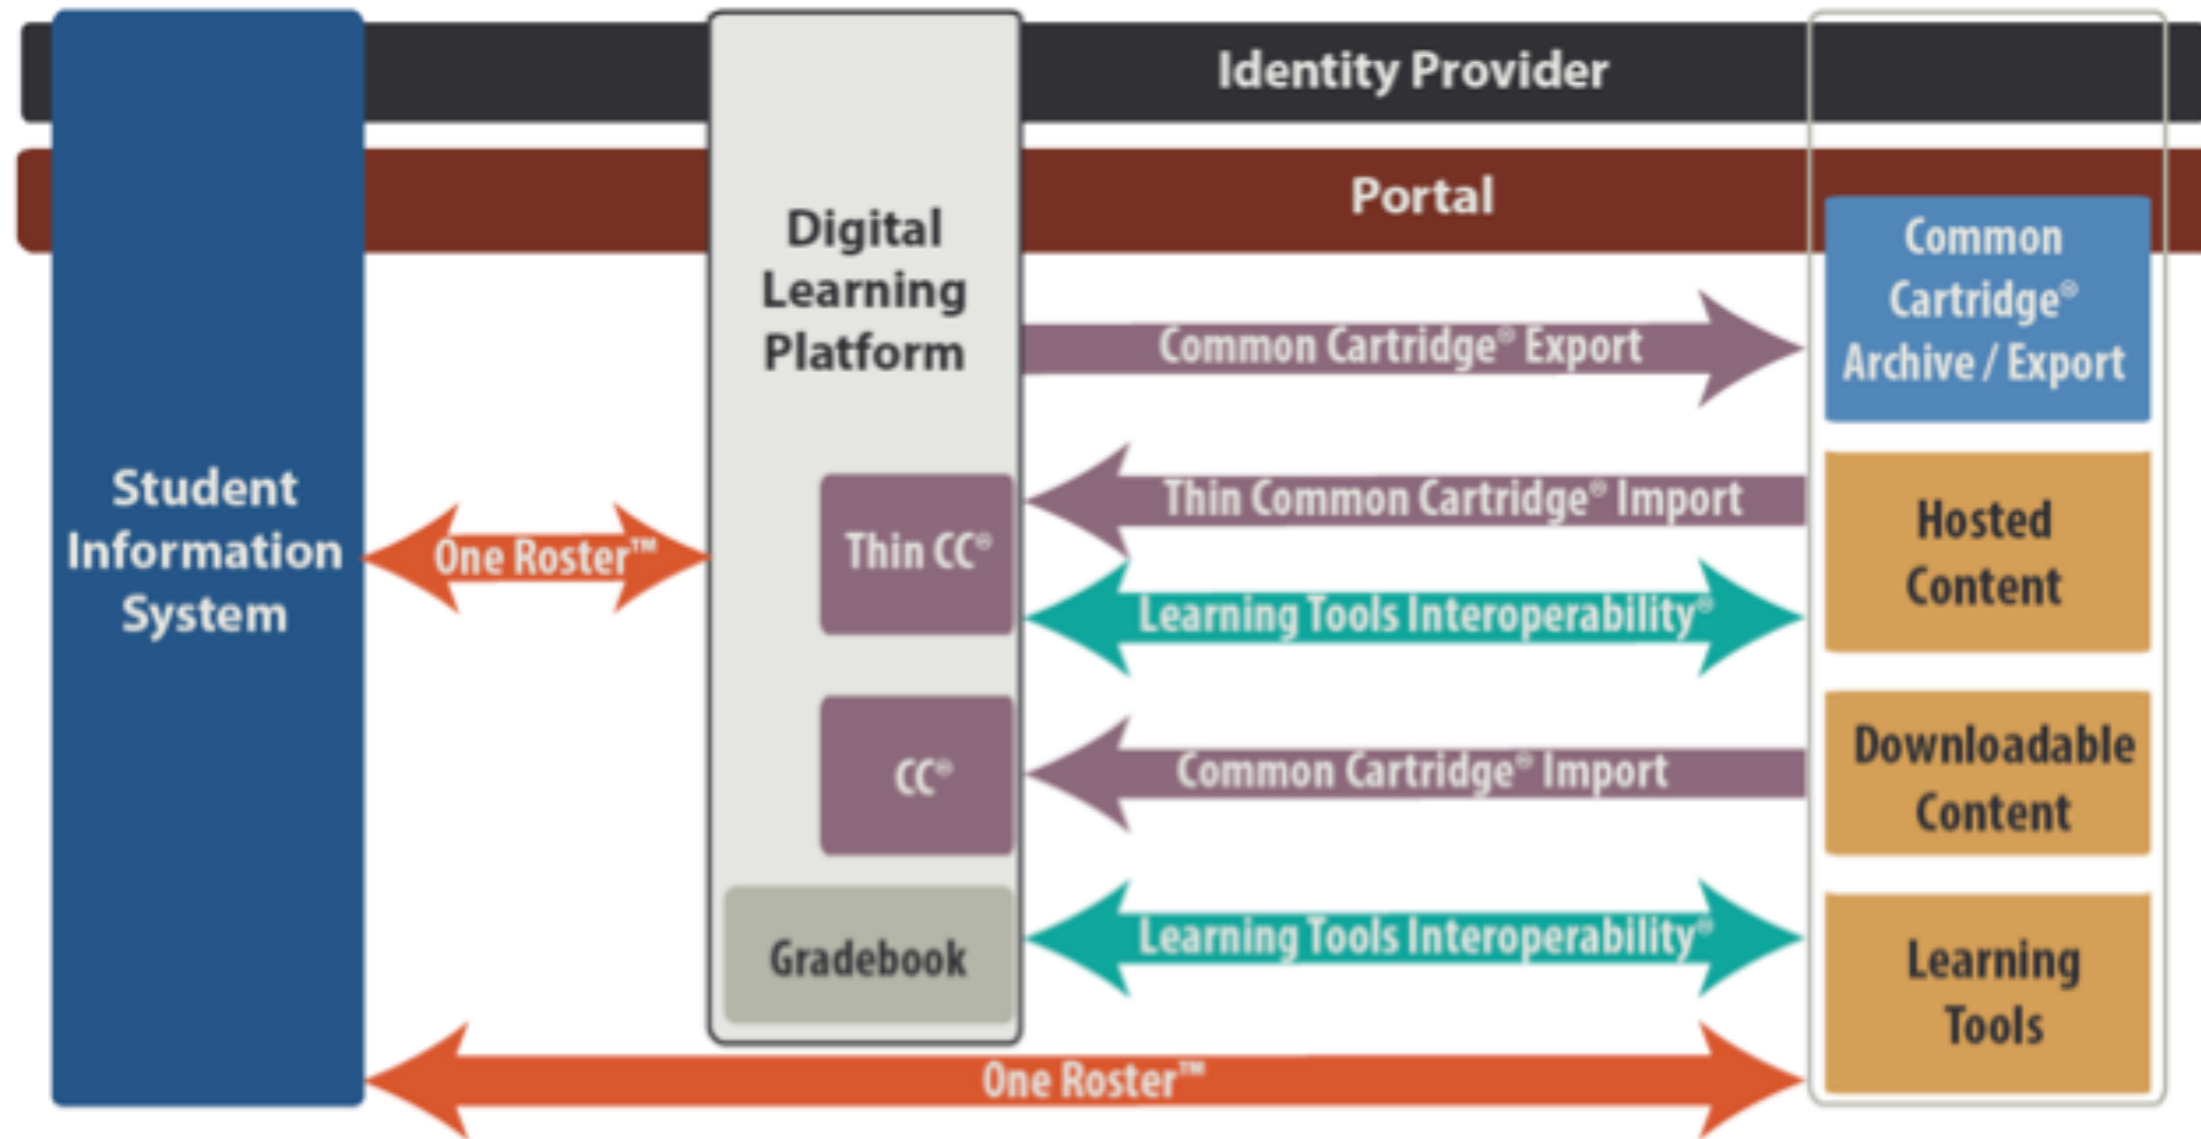 Identity Provider
Portal
Student
Information
System
One Roster™
Digital
Learning
Platform
Thin CC®
CC®
Gradebook
Common Cartridge® Export
Thin Common Cartridge® Import
Learning Tools Interoperability®
Common Cartridge® Import
Learning Tools Interoperability®
One Roster™
Common
Cartridge®
Archive / Export
Hosted
Content
Downloadable
Content
Learning
Tools